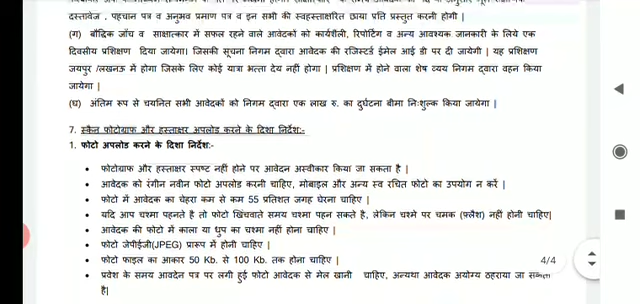 दस्तावेज , पहचान पत्र व अनुभव प्रमाण पत्र व इन सभी की स्वहस्ताक्षरित छाया प्रति प्रस्तुत करनी होगी |
(ग) बौद्धिक जाँच व साक्षात्कार में सफल रहने वाले आवेदकों को कार्यशैली, रिपोर्टिंग व अन्य आवश्यक जानकारी के लिए एक
दिवसीय प्रशिक्षण दिया जायेगा| जिसकी सूचना निगम द्वारा आवेदक की रजिस्टर्ड ईमेल आई डी पर दी जायेगी | यह प्रशिक्षण
जयपुर /लखनऊ में होगा जिसके लिए कोई यात्रा भत्ता देय नहीं होगा | प्रशिक्षण में होने वाला शेष व्यय निगम द्वारा वहन किया
जायेगा |
(घ) अंतिम रूप से चयनित सभी आवेदकों को निगम द्वारा एक लाख रु. का दुर्घटना बीमा निःशुल्क किया जायेगा |
7. स्कैन फोटोग्राफ और हस्ताक्षर अपलोड करने के दिशा निर्देश:-
1. फोटो अपलोड करने के दिशा निर्देश:-
• फोटोग्राफ और हस्ताक्षर स्पष्ट नहीं होने पर आवेदन अस्वीकार किया जा सकता है |
• आवेदक को रंगीन नवीन फोटो अपलोड करनी चाहिए, मोबाइल और अन्य स्व रचित फोटो का उपयोग न करें |
• फोटो में आवेदक का चेहरा कम से कम 55 प्रतिशत जगह घेरना चाहिए |
• यदि आप चश्मा पहनते है तो फोटो खिंचवाते समय चश्मा पहन सकते है, लेकिन चश्मे पर चमक (फ़्लैश) नहीं होनी चाहिए|
• आवेदक की फोटो में काला या धुप का चश्मा नहीं होना चाहिए |
• फोटो जेपीईजी(JPEG) प्रारूप में होनी चाहिए |
• फोटो फाइल का आकार 50 Kb. से 100 Kb. तक होना चाहिए |
4/4
• प्रवेश के समय आवदेन पत्र पर लगी हुई फोटो आवेदक से मेल खानी चाहिए, अन्यथा आवेदक अयोग्य ठहराया जा सकता
है|